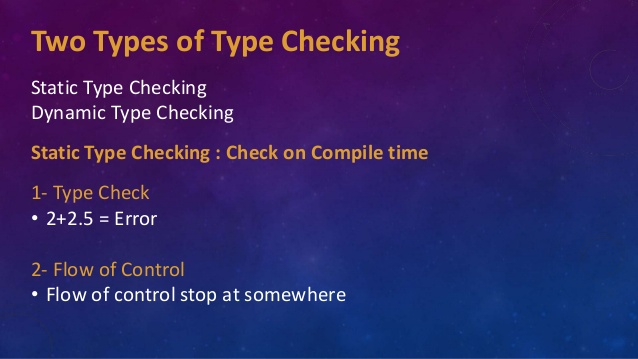 Two Types of Type Checking
Static Type Checking
Dynamic Type Checking
Static Type Checking : Check on Compile time
1- Type Check
• 2+2.5 = Error
2- Flow of Control
• Flow of control stop at somewhere